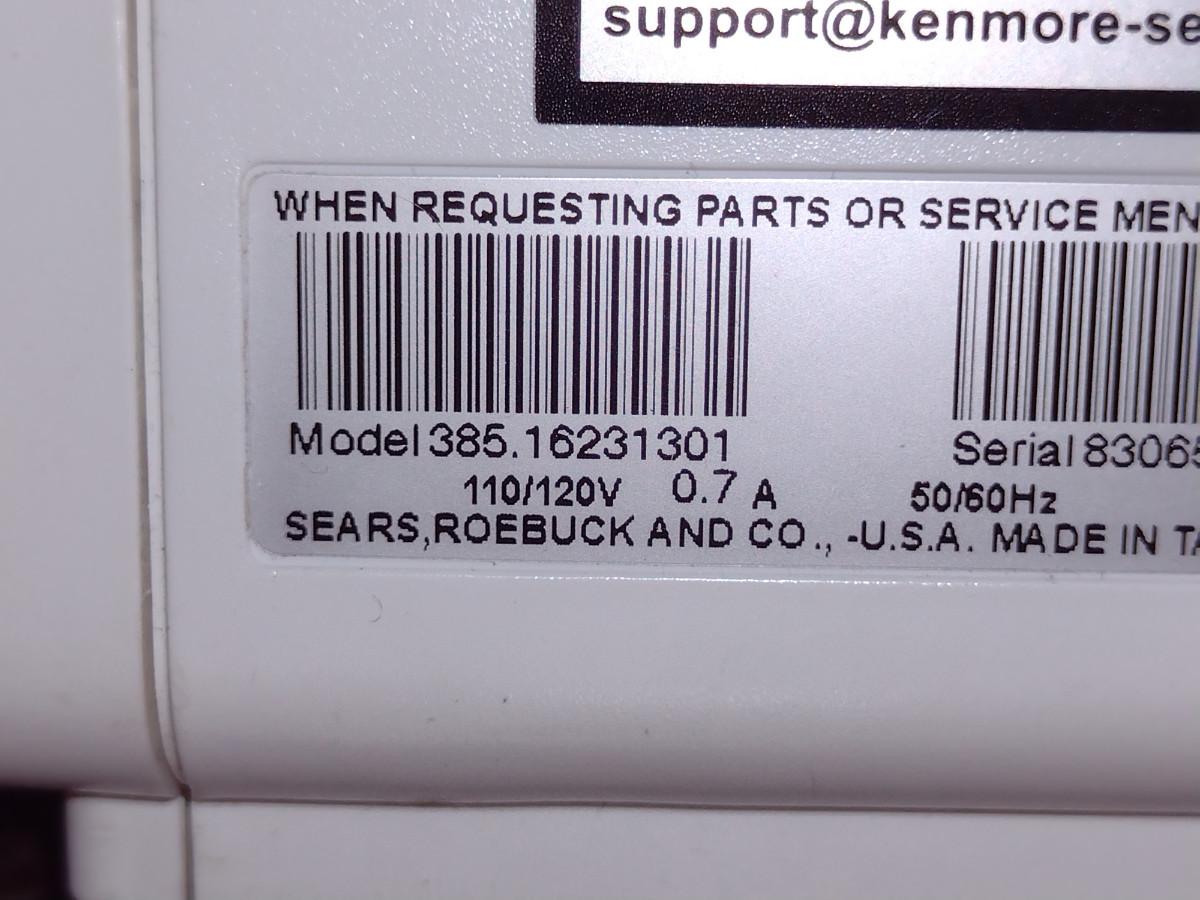 support@kenmore-se
WHEN REQUESTING PARTS OR SERVICE MEN
Model 385.16231301
Serial 83065
110/120V 0.7 A 50/60Hz
SEARS,ROEBUCK AND CO., -U.S.A. MADE IN TA